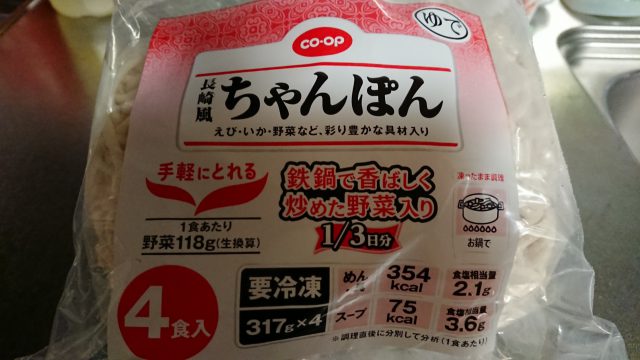 ゆで
CO·OP
長崎風
ちゃんぽん
えび・いか・野菜など、彩り豊かな具材入り
手軽にとれる
1食あたり
野菜118g(生換算)
鉄鍋で香ばしく
炒めた野菜入り
1/3日分
凍ったまま調理
お鍋で
4食入
要冷凍
317g×4
めん
354
kcal
食塩相当量
2.1g
スープ
75
kcal
食塩相当量
3.6g
※調理直後に分別して分析(1食あたり)